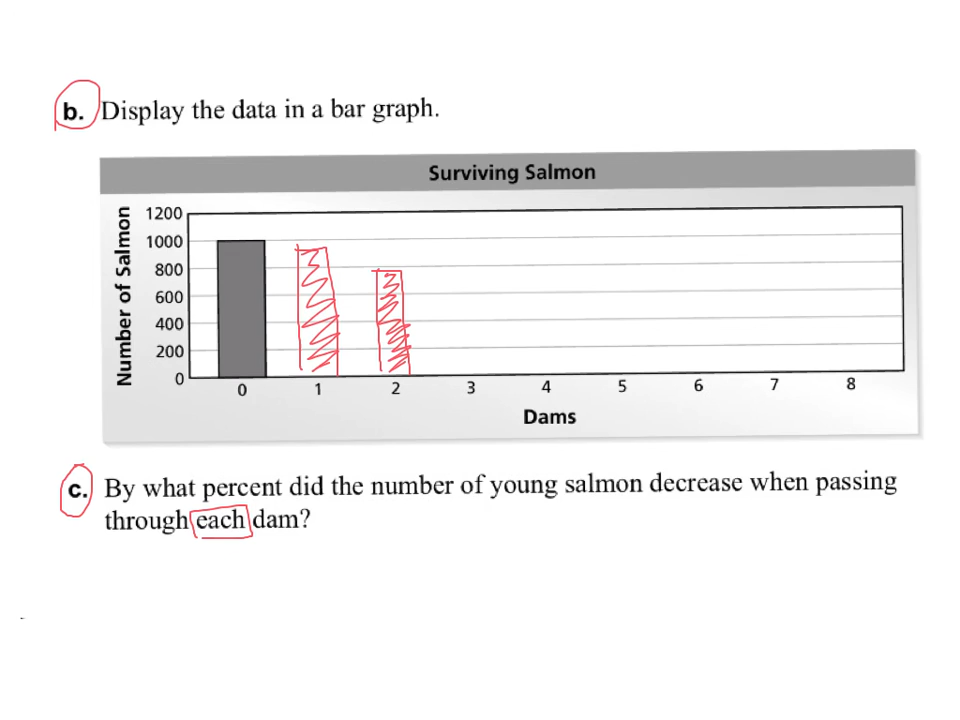 b. Display the data in a bar graph.
Surviving Salmon
Number of Salmon
1200
1000
800
600
400
200
0
0 1 2 3 4 5 6 7 8
Dams
c. By what percent did the number of young salmon decrease when passing
through each dam?